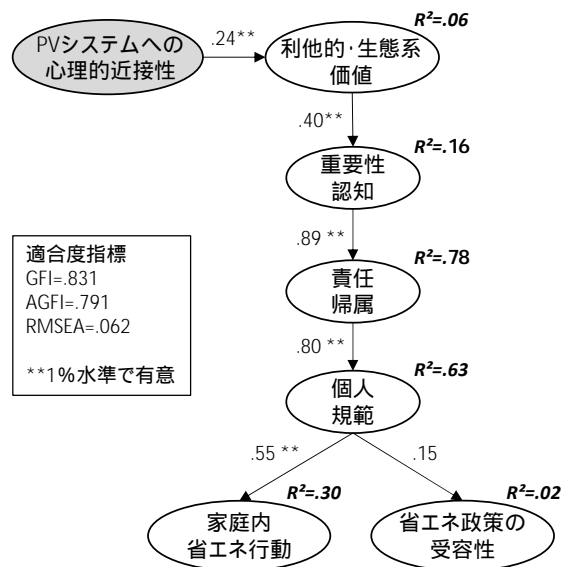 PVシステムへの
心理的近接性
.24**
利他的・生態系
価値
R²=.06
.40**
重要性
認知
R²=.16
.89 **
責任
帰属
R²=.78
.80 **
個人
規範
R²=.63
適合度指標
GFI=.831
AGFI=.791
RMSEA=.062
**1%水準で有意
.55 **
.15
家庭内
省エネ行動
R²=.30
省エネ政策の
受容性
R²=.02